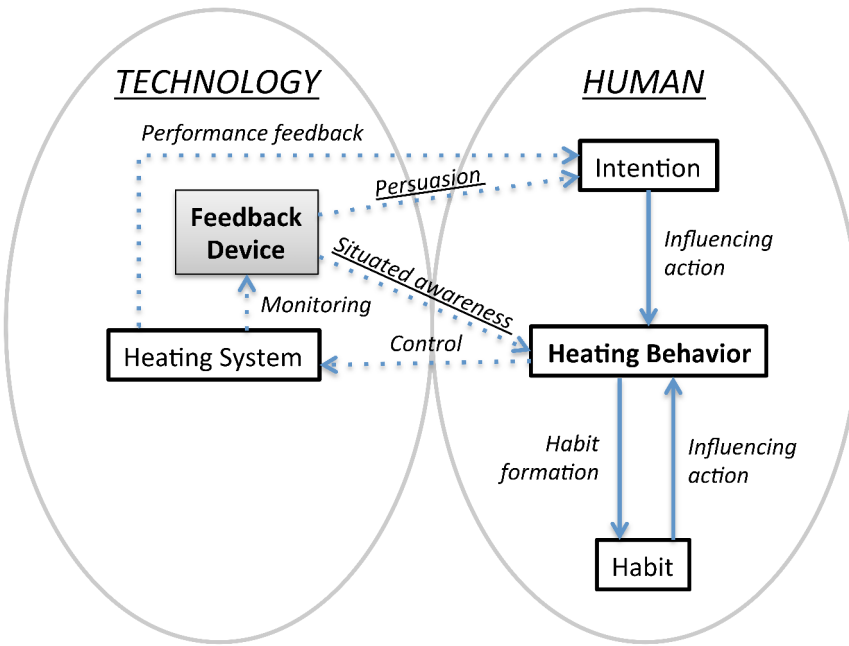 TECHNOLOGY
HUMAN
Performance feedback
Intention
Persuasion
Feedback
Device
Influencing
action
Situated awareness
Monitoring
Control
Heating System
Heating Behavior
Habit
formation
Influencing
action
Habit